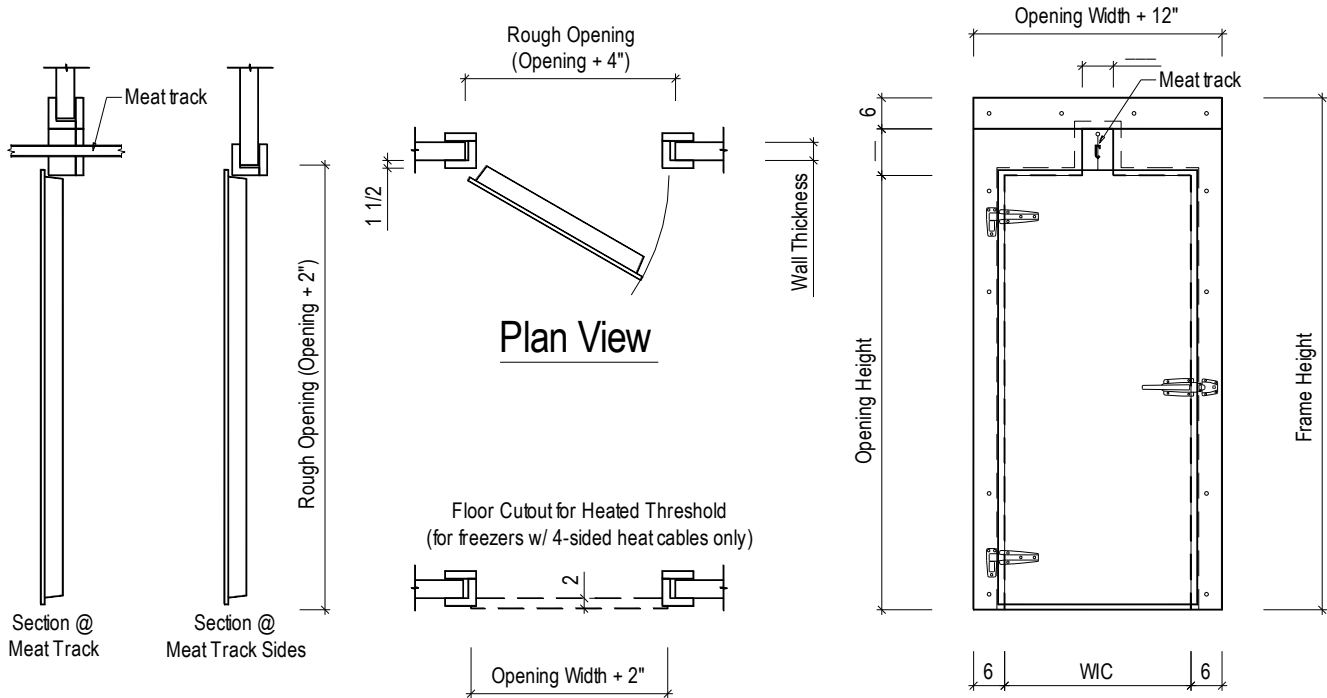 Meat track
Section @
Meat Track
Section @
Meat Track Sides
Rough Opening (Opening + 2")
Rough Opening
(Opening + 4")
1 1/2
Wall Thickness
Plan View
Floor Cutout for Heated Threshold
(for freezers w/ 4-sided heat cables only)
2
Opening Width + 2"
Opening Width + 12"
Meat track
6
Opening Height
Frame Height
6
WIC
6